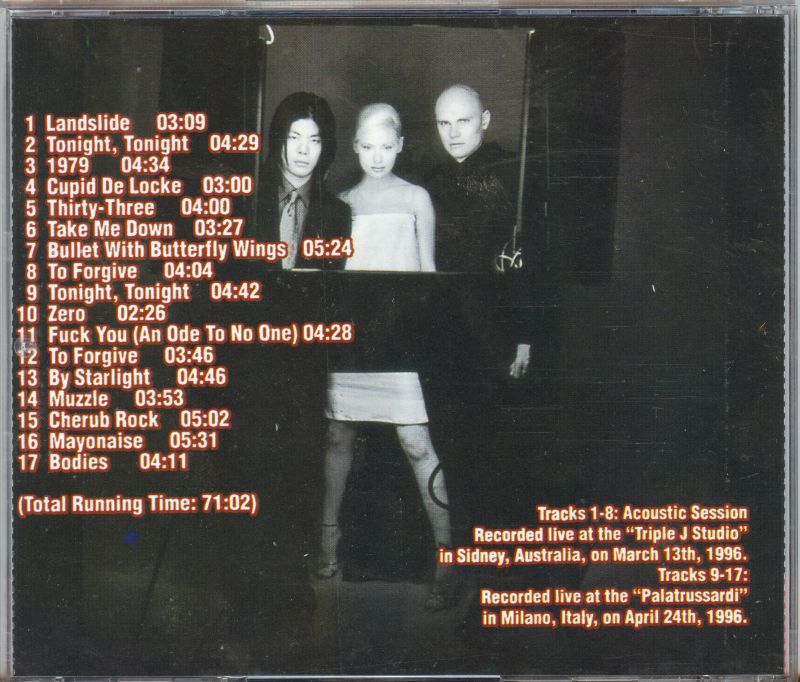 1 Landslide 03:09
2 Tonight, Tonight 04:29
3 1979 04:34
4 Cupid De Locke 03:00
5 Thirty-Three 04:00
6 Take Me Down 03:27
7 Bullet With Butterfly Wings 05:24
8 To Forgive 04:04
9 Tonight, Tonight 04:42
10 Zero 02:26
11 Fuck You (An Ode To No One) 04:28
12 To Forgive 03:46
13 By Starlight 04:46
14 Muzzle 03:53
15 Cherub Rock 05:02
16 Mayonaise 05:31
17 Bodies 04:11
(Total Running Time: 71:02)
Tracks 1-8: Acoustic Session
Recorded live at the “Triple J Studio”
in Sidney, Australia, on March 13th, 1996.
Tracks 9-17:
Recorded live at the “Palatrussardi”
in Milano, Italy, on April 24th, 1996.